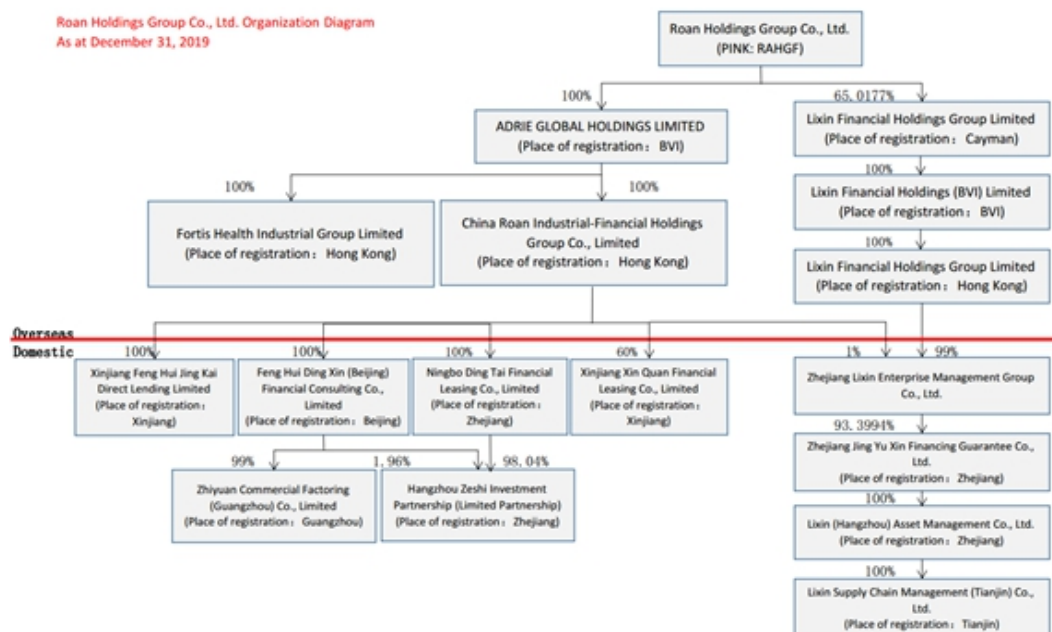 Roan Holdings Group Co., Ltd. Organization Diagram
As at December 31, 2019
Roan Holdings Group Co., Ltd.
(PINK: RAHGF)
100%
65.0177%
ADRIE GLOBAL HOLDINGS LIMITED
(Place of registration: BVI)
Lixin Financial Holdings Group Limited
(Place of registration: Cayman)
100%
100%
100%
Fortis Health Industrial Group Limited
(Place of registration: Hong Kong)
China Roan Industrial-Financial Holdings
Group Co., Limited
(Place of registration: Hong Kong)
Lixin Financial Holdings (BVI) Limited
(Place of registration: BVI)
100%
Lixin Financial Holdings Group Limited
(Place of registration: Hong Kong)
Overseas
Domestic
100%
100%
100%
60%
1%
99%
Xinjiang Feng Hui Jing Kai
Direct Lending Limited
(Place of registration:
Xinjiang)
Feng Hui Ding Xin (Beijing)
Financial Consulting Co.,
Limited
(Place of registration: Beijing)
Ningbo Ding Tai Financial
Leasing Co., Limited
(Place of registration:
Zhejiang)
Xinjiang Xin Quan Financial
Leasing Co., Limited
(Place of registration:
Xinjiang)
Zhejiang Lixin Enterprise Management Group
Co., Ltd.
93.3994%
99%
1.96%
98.04%
Zhejiang Jing Yu Xin Financing Guarantee Co.,
Ltd.
(Place of registration: Zhejiang)
Zhiyuan Commercial Factoring
(Guangzhou) Co., Limited
(Place of registration: Guangzhou)
Hangzhou Zeshi Investment
Partnership (Limited Partnership)
(Place of registration: Zhejiang)
100%
Lixin (Hangzhou) Asset Management Co., Ltd.
(Place of registration: Zhejiang)
100%
Lixin Supply Chain Management (Tianjin) Co.,
Ltd.
(Place of registration: Tianjin)